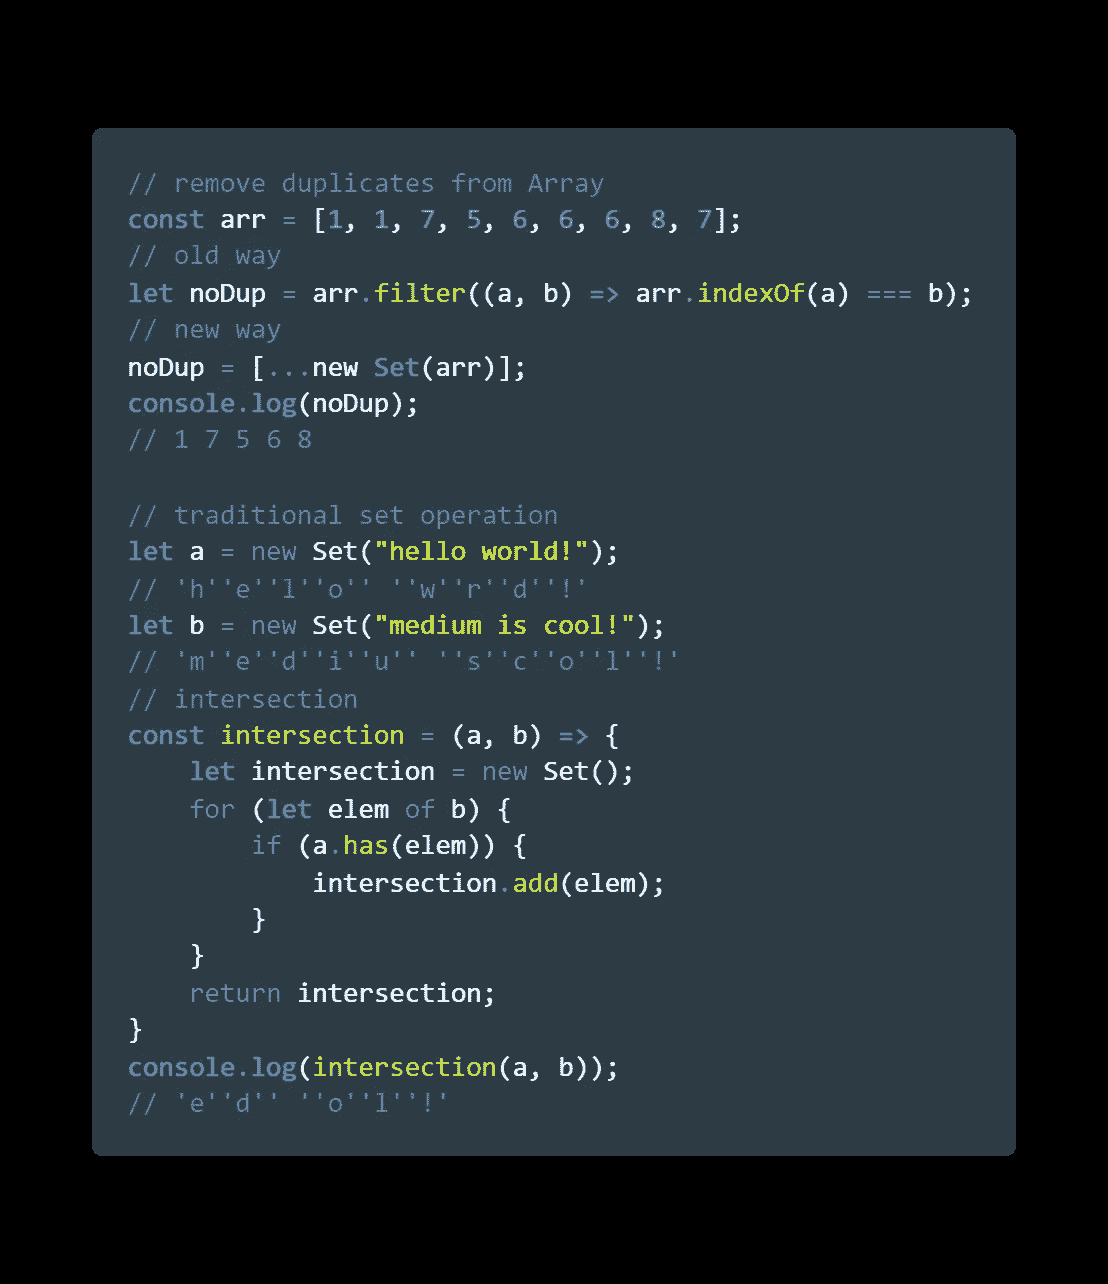 // remove duplicates from Array
const arr = [1, 1, 7, 5, 6, 6, 6, 8, 7];
// old way
let noDup = arr.filter((a, b) => arr.indexOf(a) === b);
// new way
noDup = [...new Set(arr)];
console.log(noDup);
// 1 7 5 6 8

// traditional set operation
let a = new Set("hello world!");
// 'h''e''l''o'' ''w''r''d''!'
let b = new Set("medium is cool!");
// 'm''e''d''i''u'' ''s''c''o''l''!'
// intersection
const intersection = (a, b) => {
    let intersection = new Set();
    for (let elem of b) {
        if (a.has(elem)) {
            intersection.add(elem);
        }
    }
    return intersection;
}
console.log(intersection(a, b));
// 'e''d'' ''o''l''!'